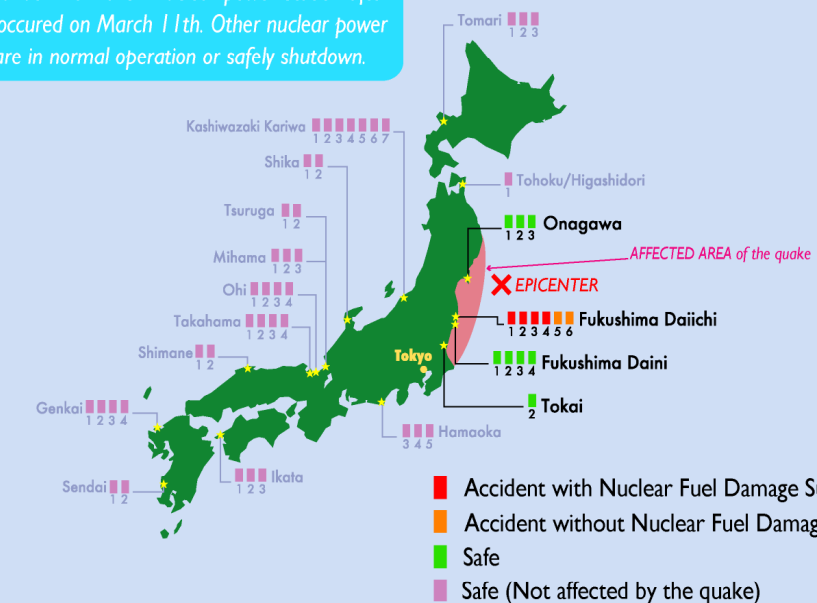 occured on March 11th. Other nuclear power
are in normal operation or safely shutdown.
Tomari
1 2 3
Kashiwazaki Kariwa
1 2 3 4 5 6 7
Shika
1 2
Tohoku/Higashidori
1
Tsuruga
1 2
Onagawa
1 2 3
Mihama
1 2 3
AFFECTED AREA of the quake
EPICENTER
Ohi
1 2 3 4
Takahama
1 2 3 4
Fukushima Daiichi
1 2 3 4 5 6
Shimane
1 2
Tokyo
Fukushima Daini
1 2 3 4
Genkai
1 2 3 4
Tokai
2
Hamaoka
3 4 5
Ikata
1 2 3
Sendai
1 2
Accident with Nuclear Fuel Damage
Accident without Nuclear Fuel Damag
Safe
Safe (Not affected by the quake)